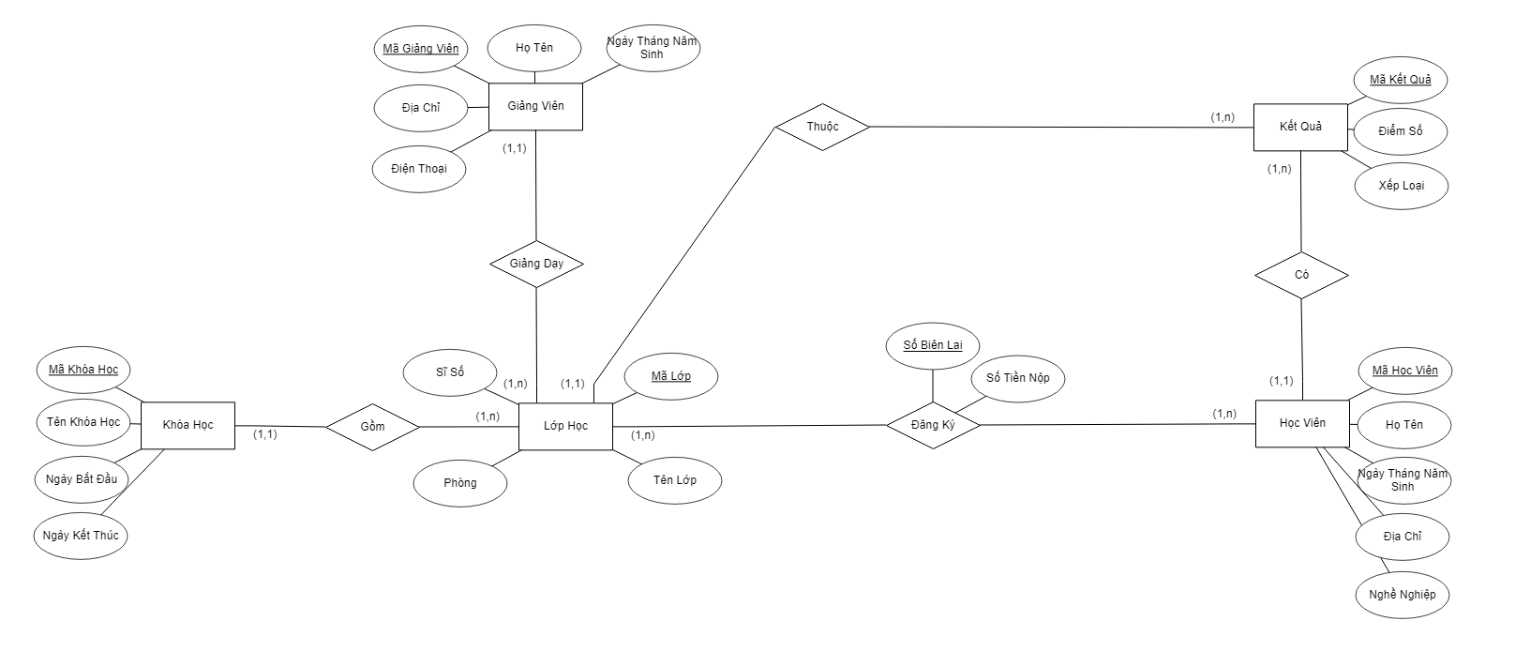 Mã Giảng Viên
Họ Tên
Ngày Tháng Năm
Sinh
Địa Chỉ
Giảng Viên
Điện Thoại
(1,1)
Giảng Dạy
Thuộc
(1,n)
Kết Quả
Mã Kết Quả
Điểm Số
Xếp Loại
(1,n)
Có
(1,1)
Mã Khóa Học
Tên Khóa Học
Khóa Học
Ngày Bắt Đầu
Ngày Kết Thúc
(1,1)
Gồm
(1,n)
Sĩ Số
(1,n)
(1,1)
Mã Lớp
Lớp Học
(1,n)
Phòng
Tên Lớp
Số Biên Lai
Số Tiền Nộp
Đăng Ký
(1,n)
Học Viên
Mã Học Viên
Họ Tên
Ngày Tháng Năm
Sinh
Địa Chỉ
Nghề Nghiệp